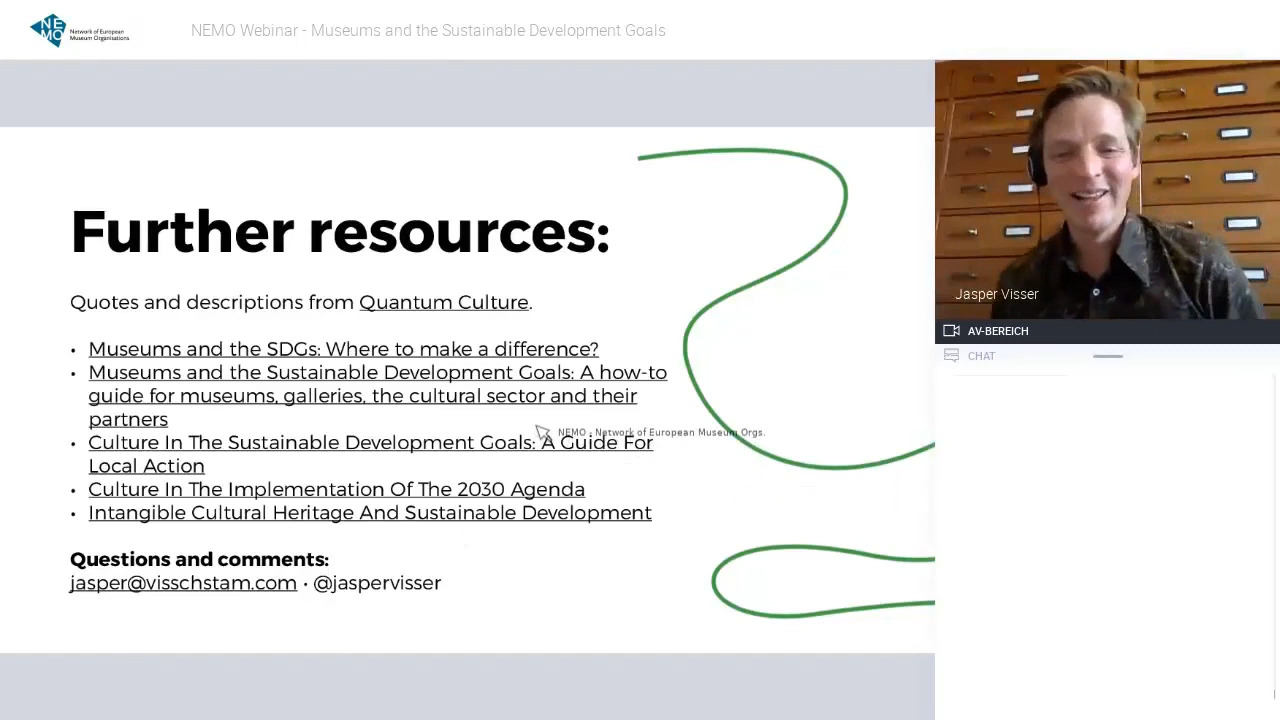 NE
MO
Network of European
Museum Organisations
NEMO Webinar - Museums and the Sustainable Development Goals
Further resources:
Quotes and descriptions from Quantum Culture.
• Museums and the SDGs: Where to make a difference?
• Museums and the Sustainable Development Goals: A how-to
guide for museums, galleries, the cultural sector and their
partners
• Culture In The Sustainable Development Goals: A Guide For
Local Action
• Culture In The Implementation Of The 2030 Agenda
• Intangible Cultural Heritage And Sustainable Development
NEMO - Network of European Museum Orgs.
Questions and comments:
jasper@visschstam.com • @jaspervisser
Jasper Visser
AV-BEREICH
CHAT